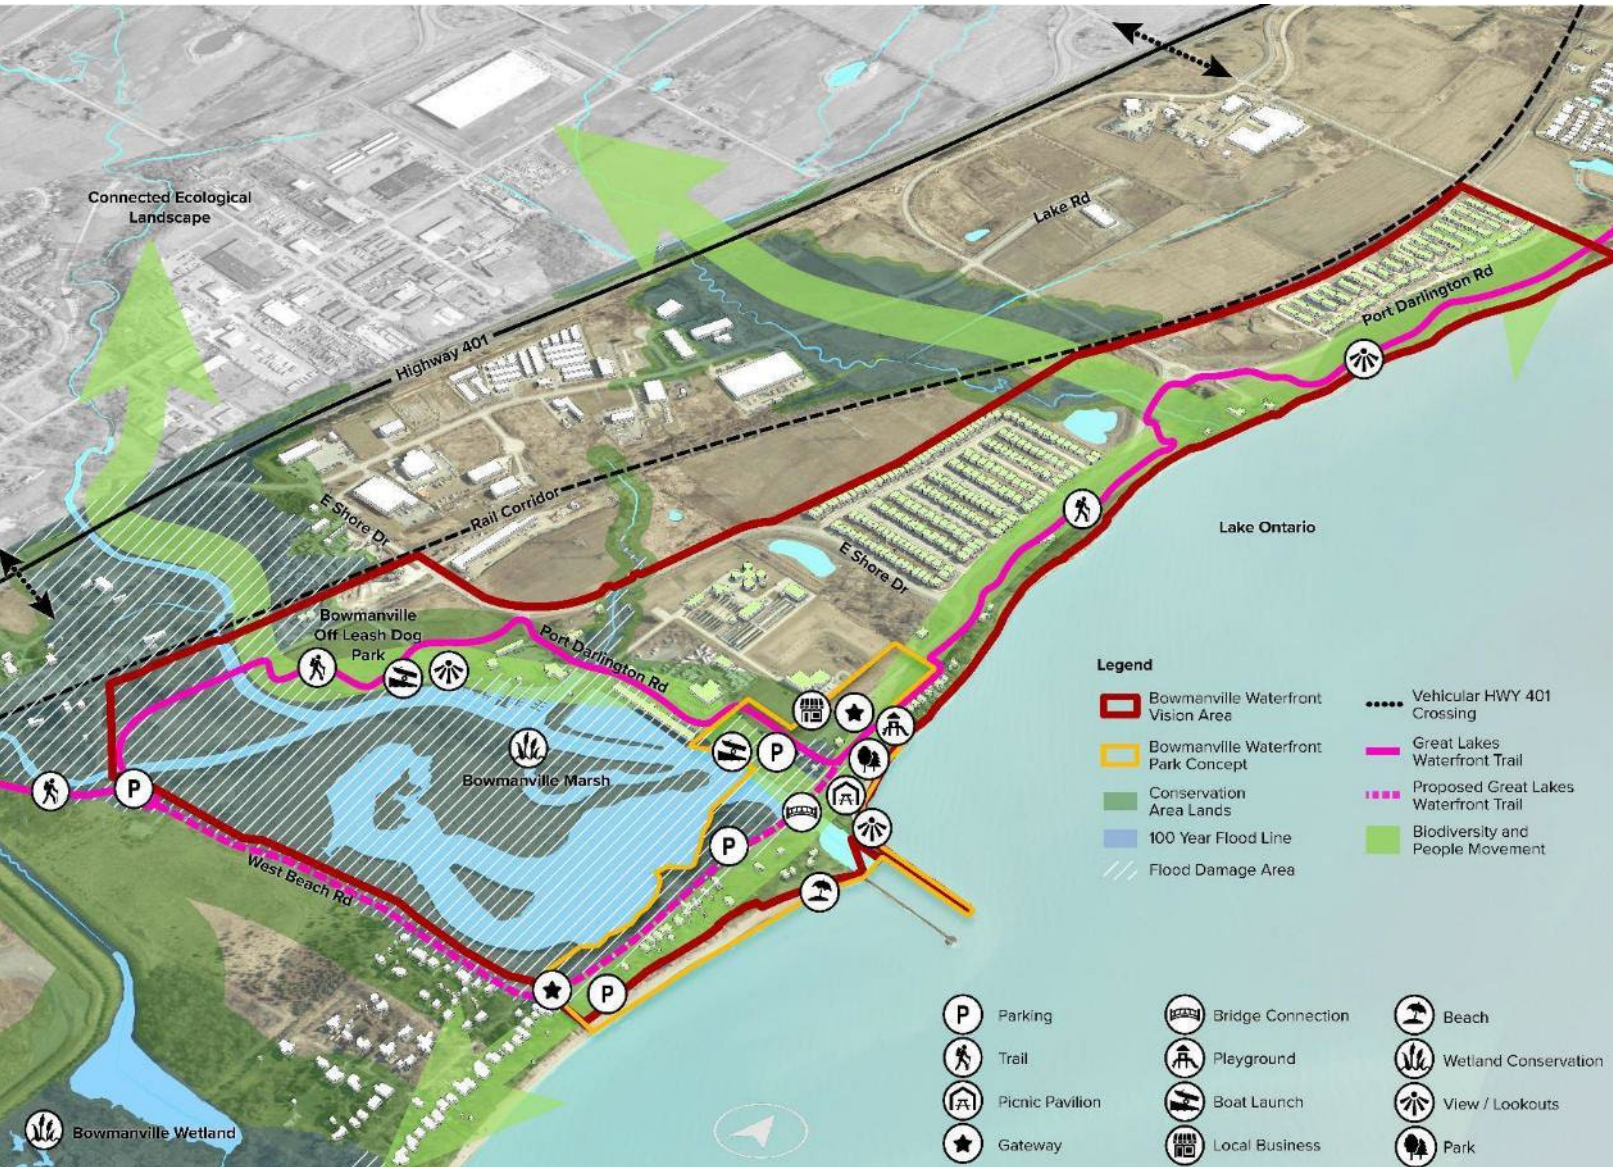 Connected Ecological
Landscape
Lake Rd
Highway 401
Port Darlington Rd
E Shore Dr
Rail Corridor
Lake Ontario
E Shore Dr
Bowmanville
Off Leash Dog
Park
Port Darlington Rd
Bowmanville Marsh
P
P
P
P
West Beach Rd
Bowmanville Wetland
Legend
Bowmanville Waterfront
Vision Area
Bowmanville Waterfront
Park Concept
Conservation
Area Lands
100 Year Flood Line
Flood Damage Area
Vehicular HWY 401
Crossing
Great Lakes
Waterfront Trail
Proposed Great Lakes
Waterfront Trail
Biodiversity and
People Movement
P Parking
Trail
Picnic Pavilion
Gateway
Bridge Connection
Playground
Boat Launch
Local Business
Beach
Wetland Conservation
View / Lookouts
Park